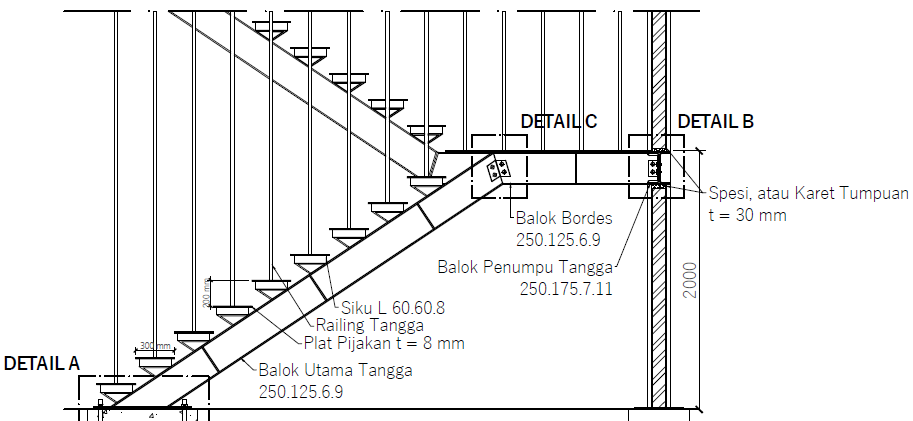 DETAIL C
DETAIL B
Spesi, atau Karet Tumpuan
t = 30 mm
Balok Bordes
250.125.6.9
Balok Penumpu Tangga
250.175.7.11
2000
200 mm
Siku L 60.60.8
Railing Tangga
Plat Pijakan t = 8 mm
300 mm
DETAIL A
Balok Utama Tangga
250.125.6.9